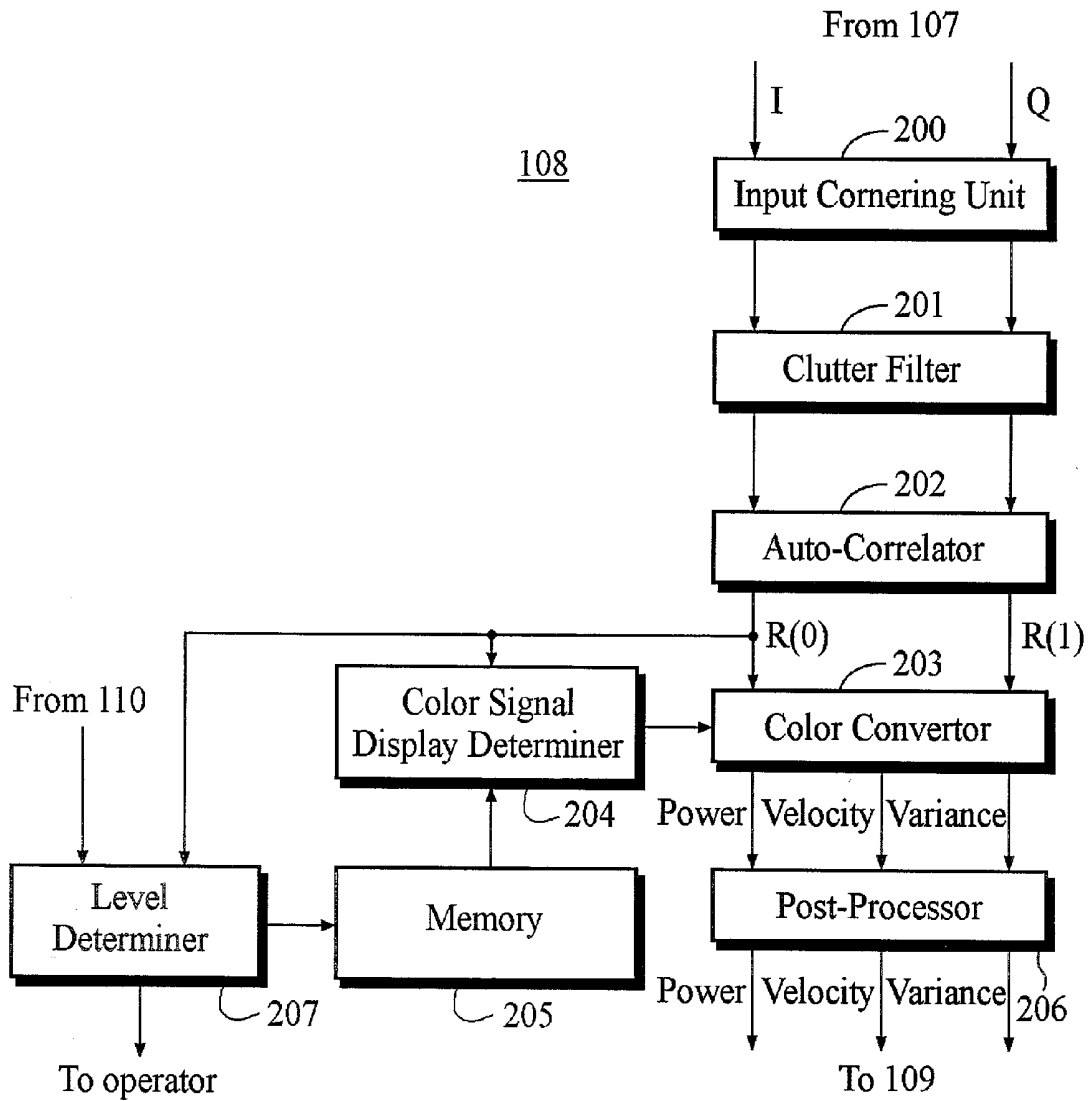 From 107
I
Q
108
200
Input Cornering Unit
201
Clutter Filter
202
Auto-Correlator
R(0)
R(1)
203
From 110
Color Signal
Display Determiner
Color Convertor
204
Power
Velocity
Variance
Level
Determiner
Memory
Post-Processor
207
205
Power
Velocity
Variance
206
To operator
To 109